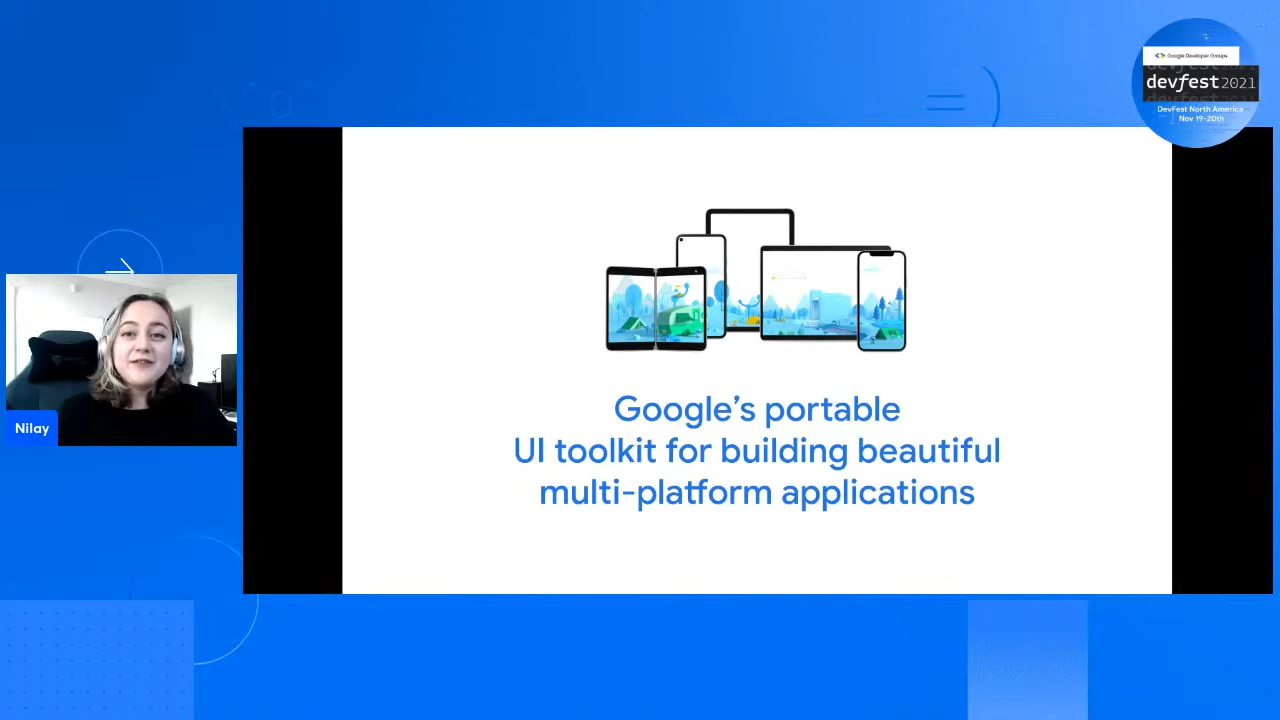 Google Developer Groups
devfest 2021
DevFest North America
Nov 19-20th
Google's portable
UI toolkit for building beautiful
multi-platform applications
Nilay